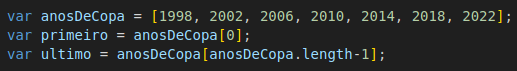 var anosDeCopa = [1998, 2002, 2006, 2010, 2014, 2018, 2022];
var primeiro = anosDeCopa[0];
var ultimo = anosDeCopa[anosDeCopa.length-1];